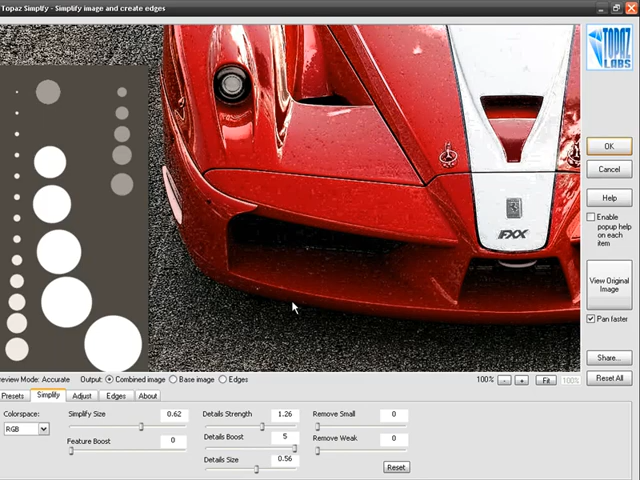 Topaz Simplify - Simplify image and create edges
TOPAZ
LABS
FXX
OK
Cancel
Help
Enable
popup help
on each
item
View Original
Image
Pan faster
Share...
Reset All
review Mode: Accurate
Output:
Combined image
Base image
Edges
100%
-
+
Fit
100%
Presets
Simplify
Adjust
Edges
About
Colorspace:
RGB
Simplify Size
0.62
Feature Boost
0
Details Strength
1.26
Details Boost
5
Details Size
0.56
Remove Small
0
Remove Weak
0
Reset